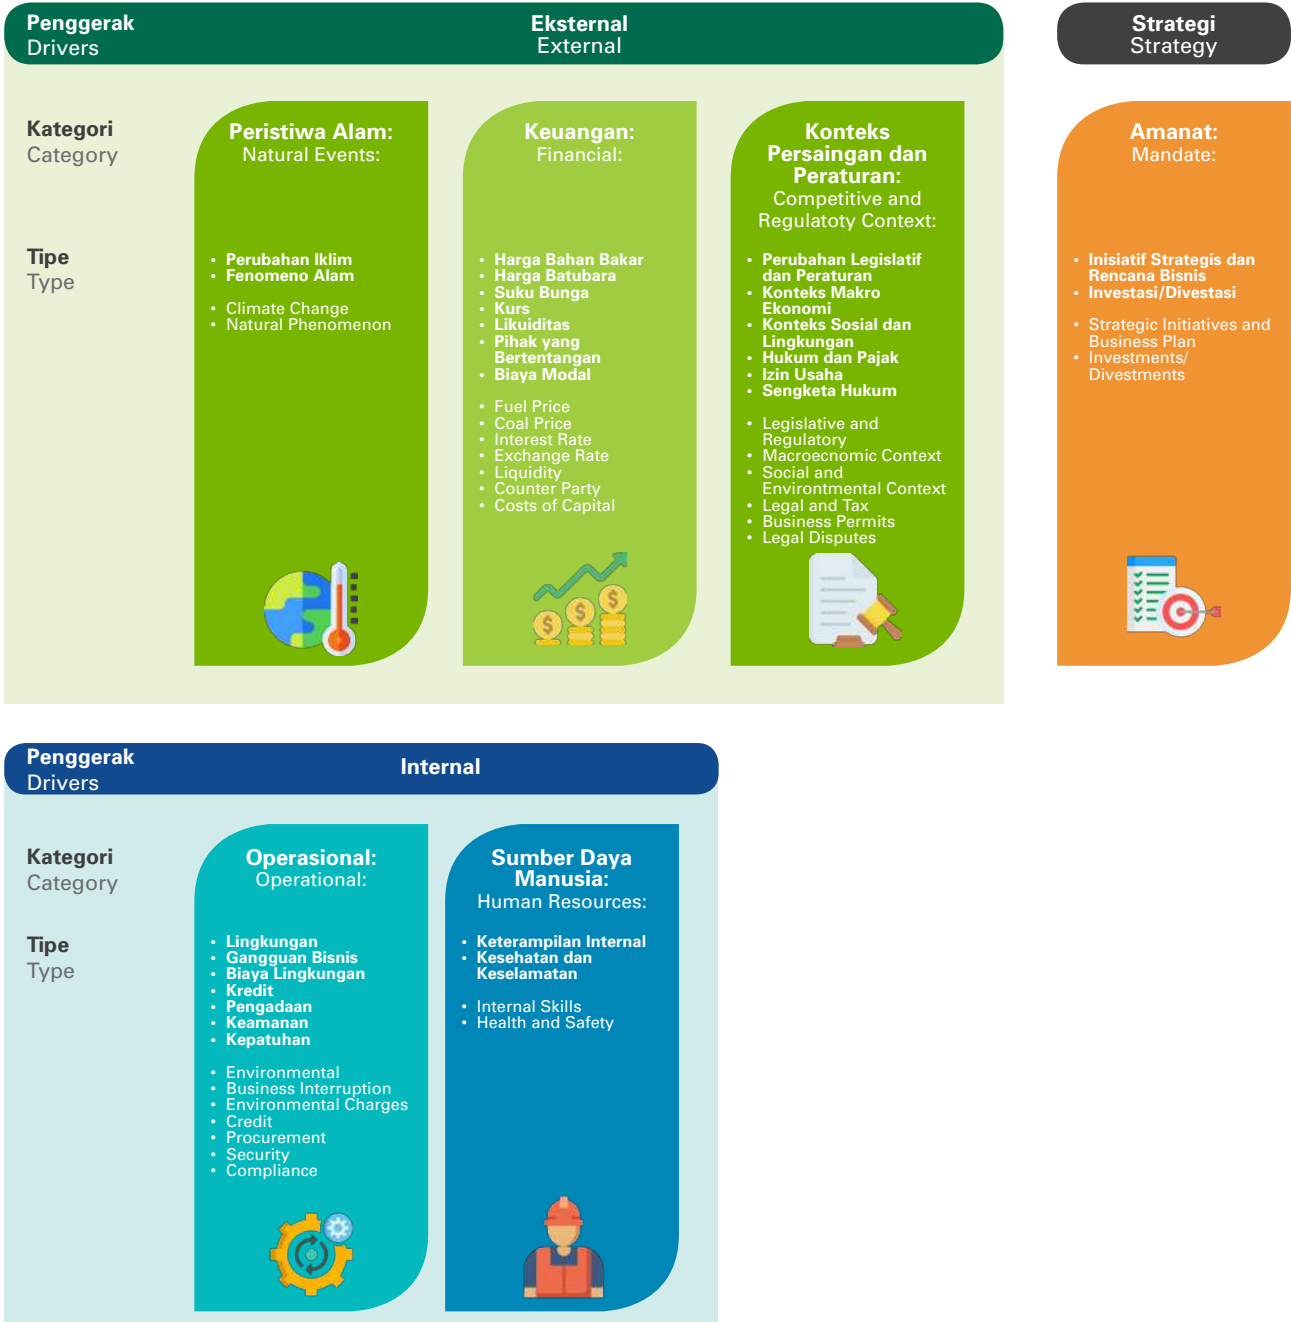 Penggerak
Drivers
Eksternal
External
Strategi
Strategy
Kategori
Category
Peristiwa Alam:
Natural Events:
Keuangan:
Financial:
Konteks
Persaingan dan
Peraturan:
Competitive and
Regulatoty Context:
Amanat:
Mandate:
Tipe
Type
• Perubahan Iklim
• Fenomeno Alam
• Climate Change
• Natural Phenomenon
• Harga Bahan Bakar
• Harga Batubara
• Suku Bunga
• Kurs
• Likuiditas
• Pihak yang
Bertentangan
• Biaya Modal
• Fuel Price
• Coal Price
• Interest Rate
• Exchange Rate
• Liquidity
• Counter Party
• Costs of Capital
• Perubahan Legislatif
dan Peraturan
• Konteks Makro
Ekonomi
• Konteks Sosial dan
Lingkungan
• Hukum dan Pajak
• Izin Usaha
• Sengketa Hukum
• Legislative and
Regulatory
• Macroecnomic Context
• Social and
Environtmental Context
• Legal and Tax
• Business Permits
• Legal Disputes
• Inisiatif Strategis dan
Rencana Bisnis
• Investasi/Divestasi
• Strategic Initiatives and
Business Plan
• Investments/
Divestments
Penggerak
Drivers
Internal
Kategori
Category
Operasional:
Operational:
Sumber Daya
Manusia:
Human Resources:
Tipe
Type
• Lingkungan
• Gangguan Bisnis
• Biaya Lingkungan
• Kredit
• Pengadaan
• Keamanan
• Kepatuhan
• Environmental
• Business Interruption
• Environmental Charges
• Credit
• Procurement
• Security
• Compliance
• Keterampilan Internal
• Kesehatan dan
Keselamatan
• Internal Skills
• Health and Safety